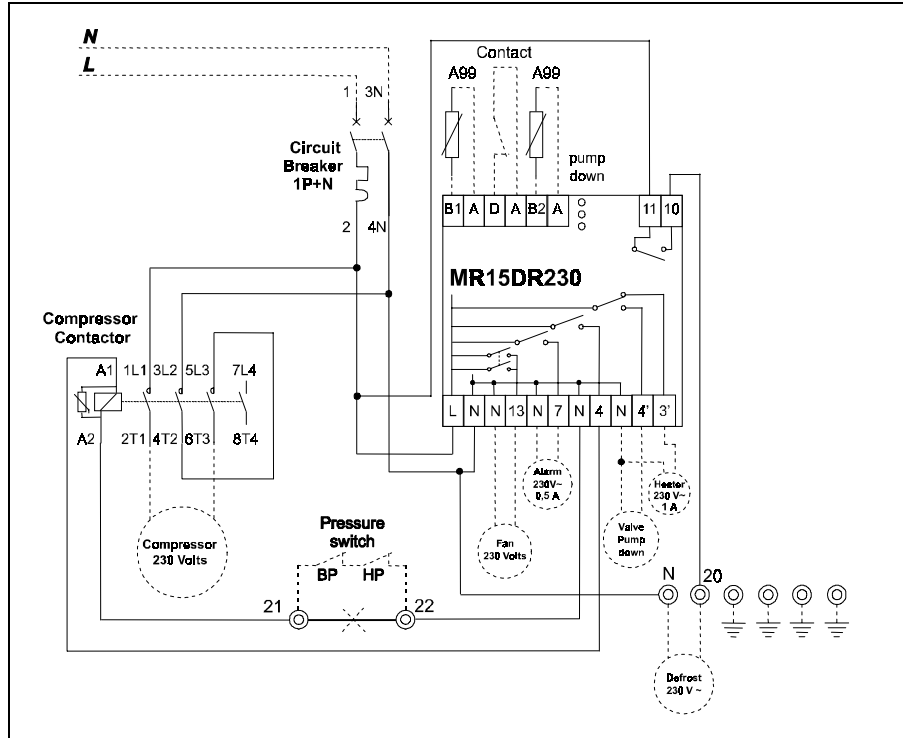 N
L
1 3N
Circuit
Breaker
1P+N
2 4N
Contact
A99 A99
pump
down
B1 A D A B2 A 11 10
MR15DR230
Compressor
Contactor
A1 1L1 3L2 5L3 7L4
A2 2T1 4T2 6T3 8T4
L N N 13 N 7 N 4 N 4' 3'
Alarm
230V~
0,5 A
Heater
230 V~
1 A
Fan
230 Volts
Valve
Pump
down
Compressor
230 Volts
Pressure
switch
BP HP
21 22
N 20
Defrost
230 V ~